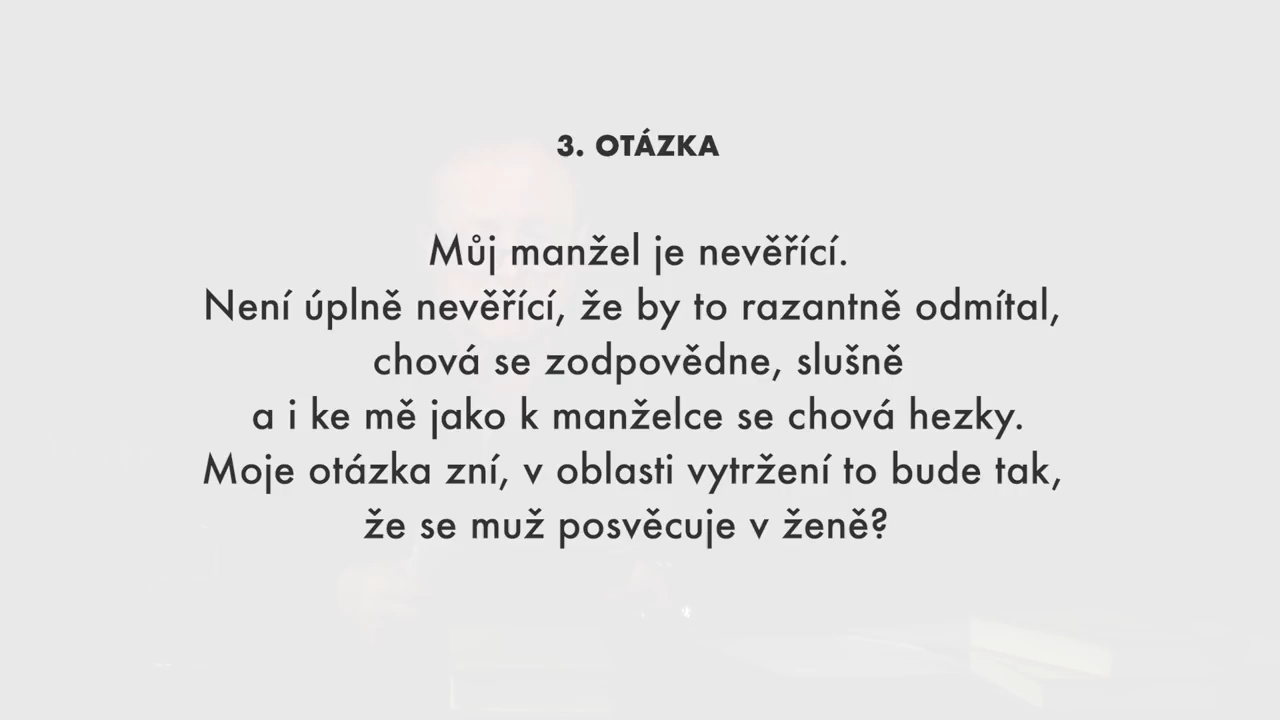 3. OTÁZKA
Můj manžel je nevěřící.
Není úplně nevěřící, že by to razantně odmítal,
chová se zodpovědne, slušně
a i ke mě jako k manželce se chová hezky.
Moje otázka zní, v oblasti vytržení to bude tak,
že se muž posvěcuje v ženě?